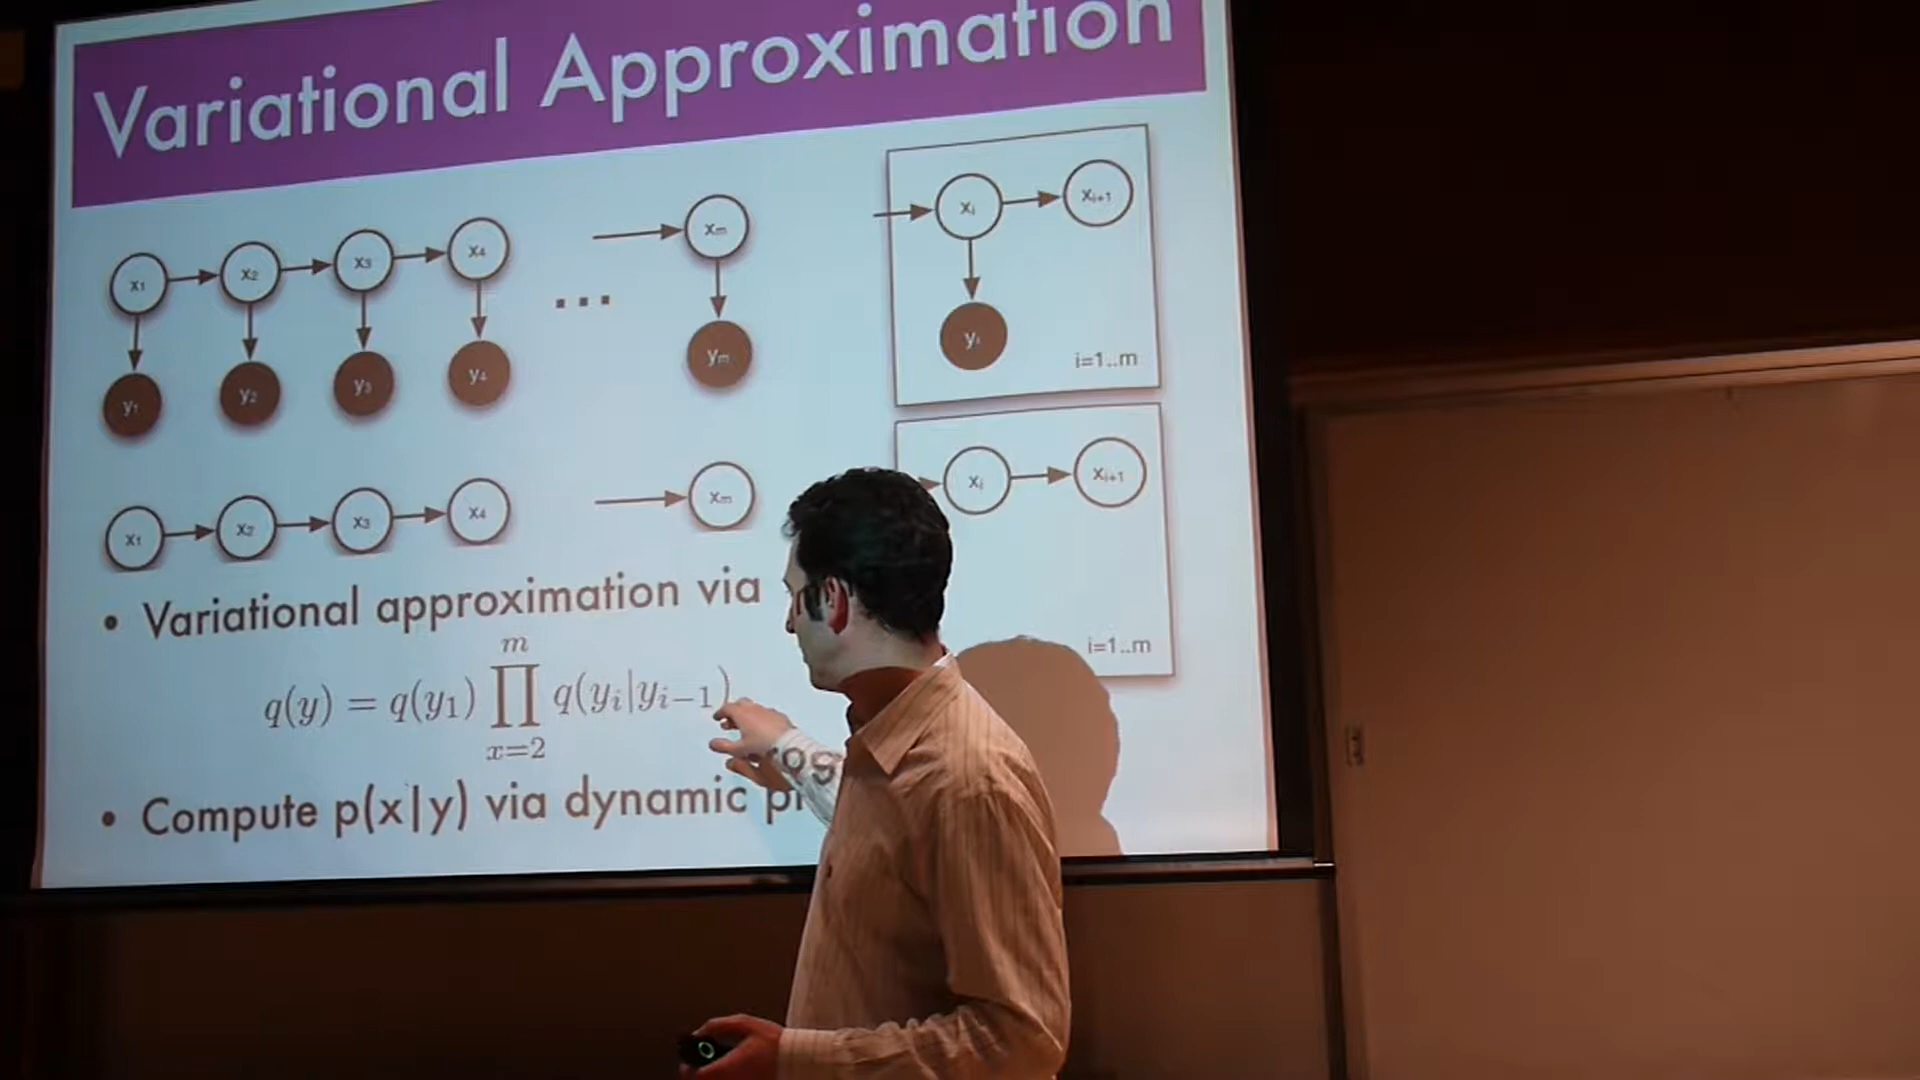 Variational Approximation
x₁ x₂ x₃ x₄ ... xₘ
y₁ y₂ y₃ y₄ yₘ
xᵢ xᵢ₊₁
yᵢ
i=1..m
x₁ x₂ x₃ x₄ xₘ
xᵢ xᵢ₊₁
i=1..m
• Variational approximation via
q(y) = q(y₁) ∏_{x=2}^{m} q(yᵢ|yᵢ₋₁)
• Compute p(x|y) via dynamic prog